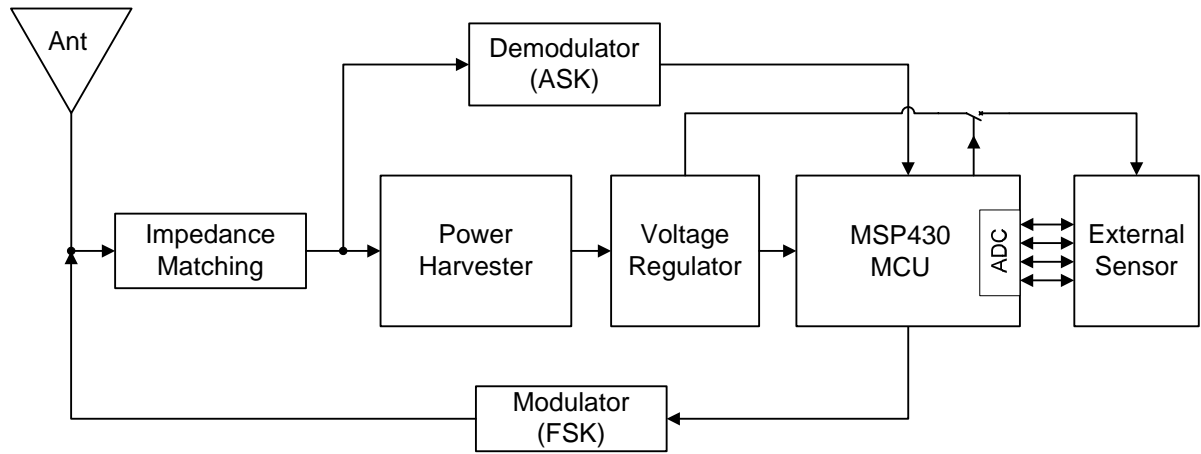 Ant
Demodulator
(ASK)
Impedance
Matching
Power
Harvester
Voltage
Regulator
MSP430
MCU
ADC
External
Sensor
Modulator
(FSK)